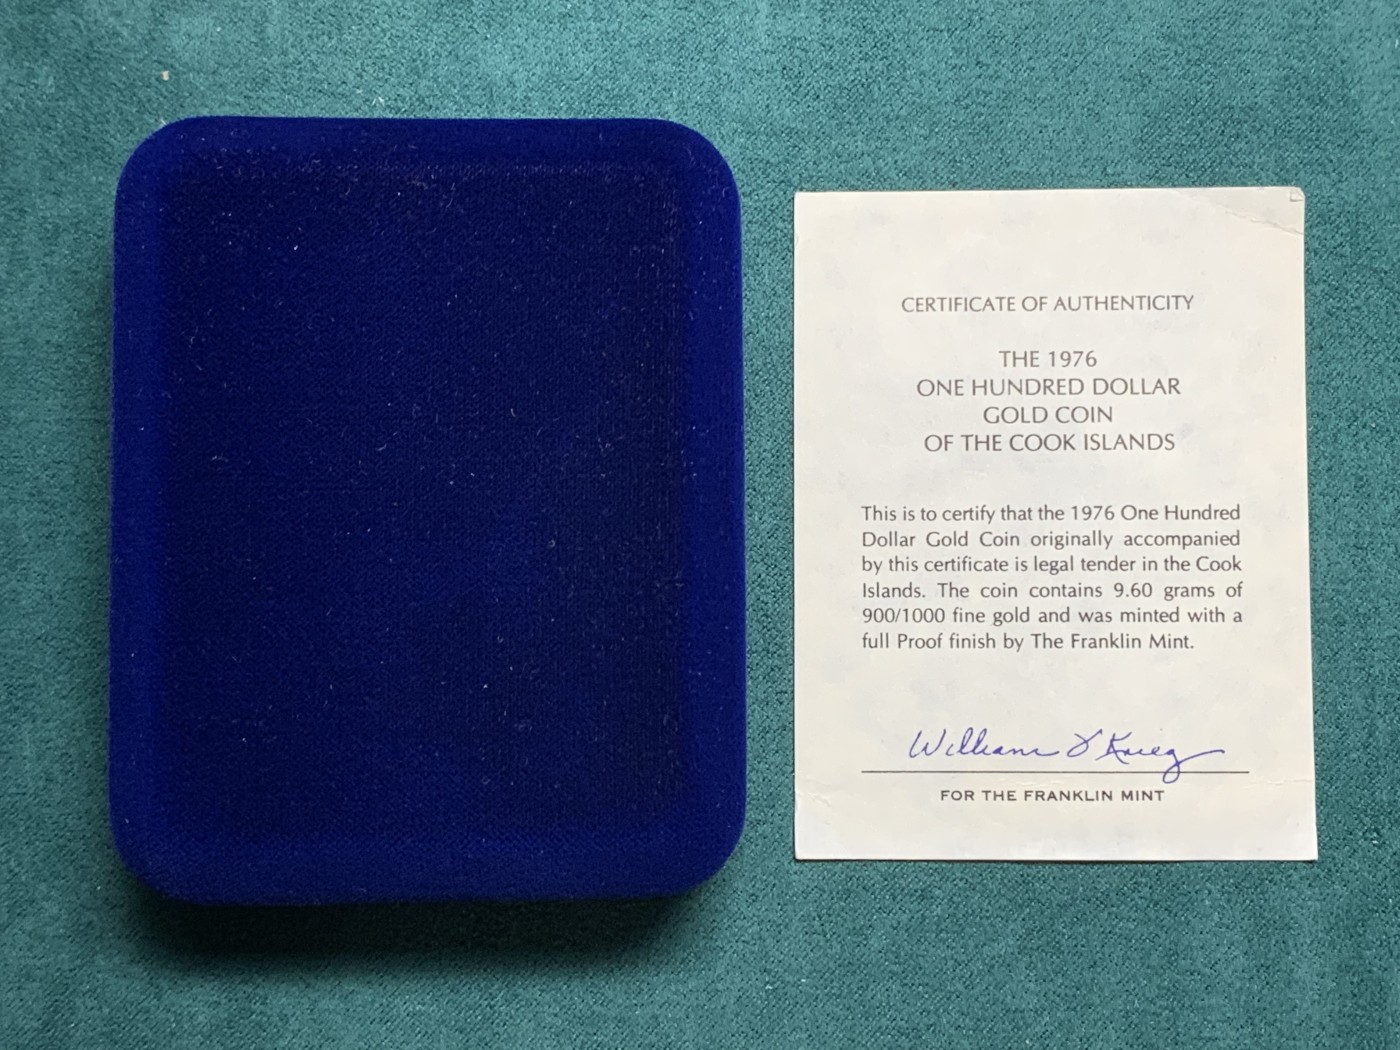 CERTIFICATE OF AUTHENTICITY
THE 1976
ONE HUNDRED DOLLAR
GOLD COIN
OF THE COOK ISLANDS
This is to certify that the 1976 One Hundred
Dollar Gold Coin originally accompanied
by this certificate is legal tender in the Cook
Islands. The coin contains 9.60 grams of
900/1000 fine gold and was minted with a
full Proof finish by The Franklin Mint.
William Krieg
FOR THE FRANKLIN MINT